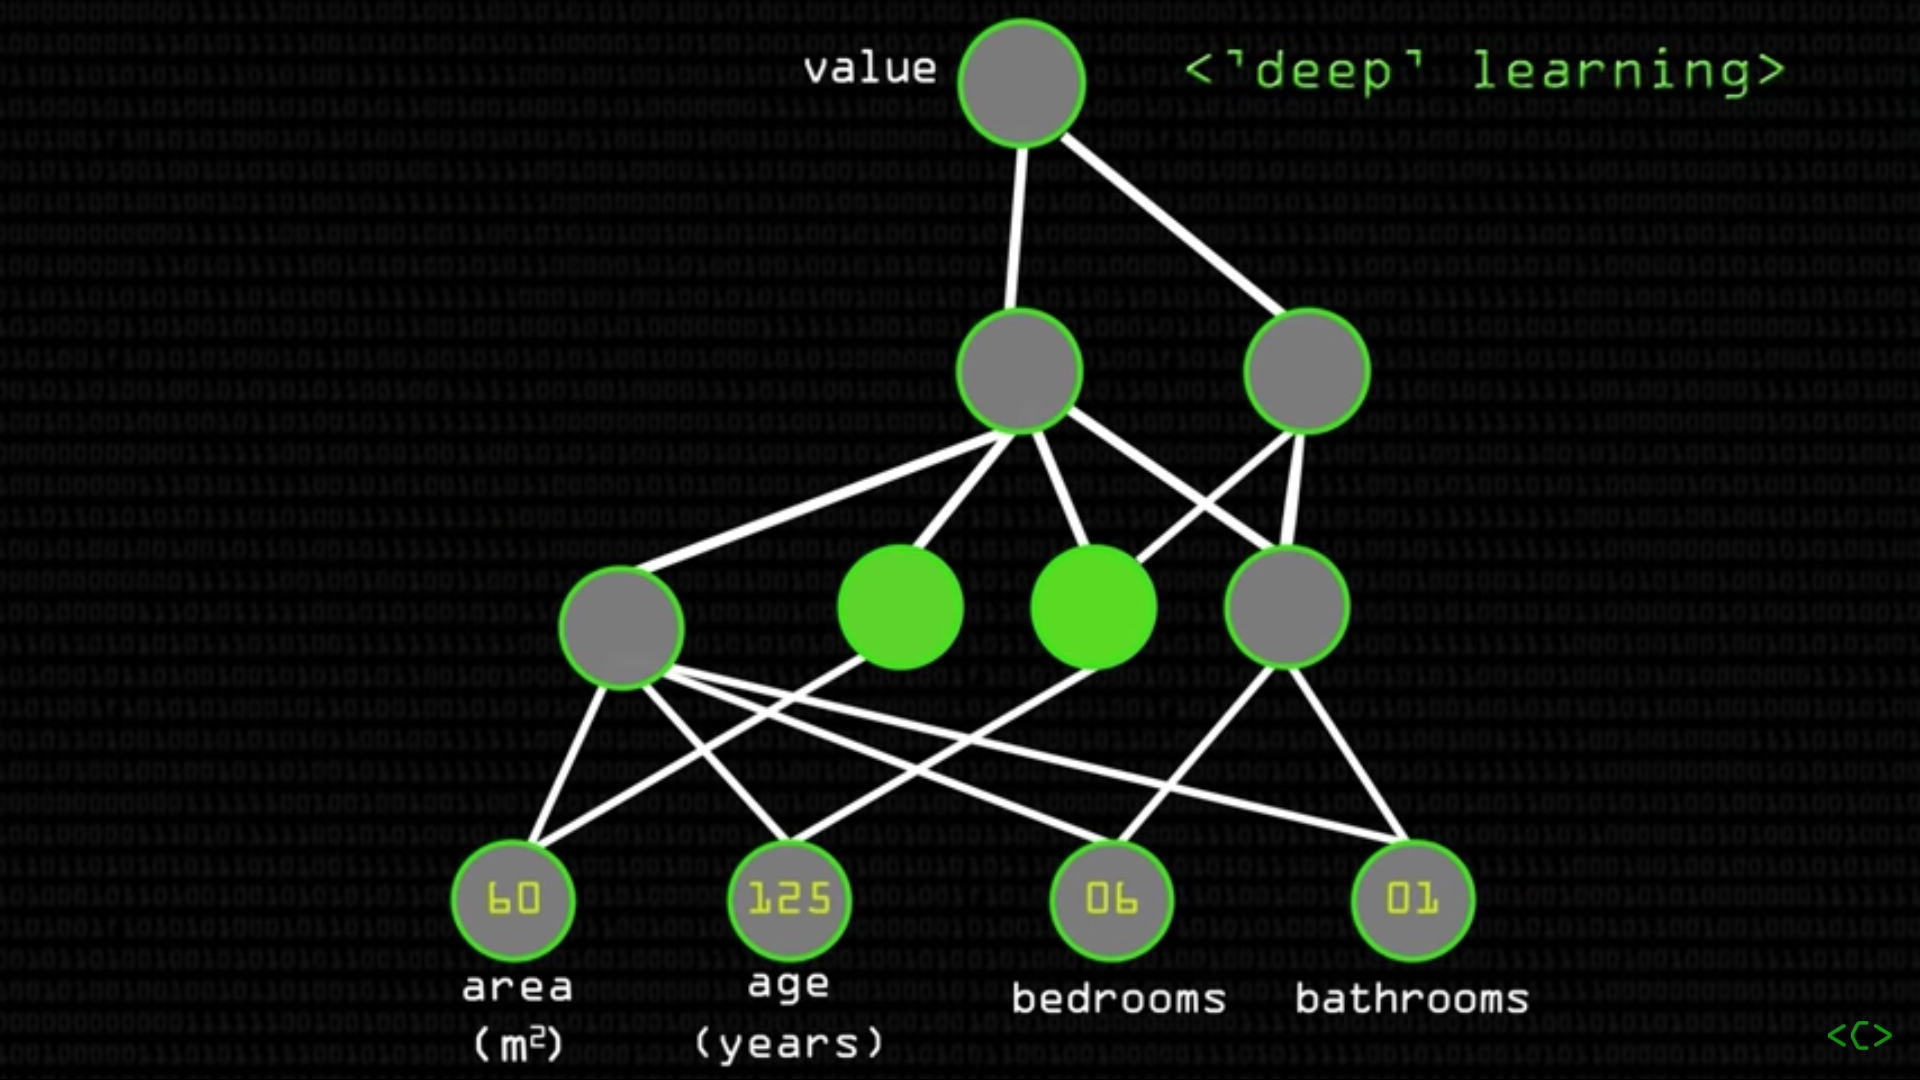 value
<'deep' learning>
60
125
06
01
area
(m²)
age
(years)
bedrooms
bathrooms
<C>